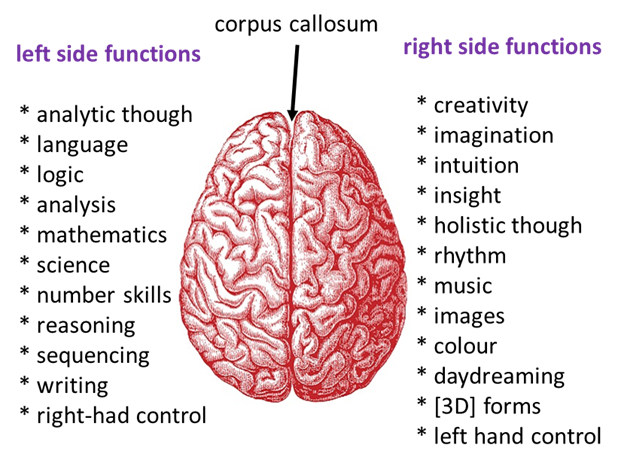 corpus callosum
left side functions
* analytic though
* language
* logic
* analysis
* mathematics
* science
* number skills
* reasoning
* sequencing
* writing
* right-had control
right side functions
* creativity
* imagination
* intuition
* insight
* holistic though
* rhythm
* music
* images
* colour
* daydreaming
* [3D] forms
* left hand control